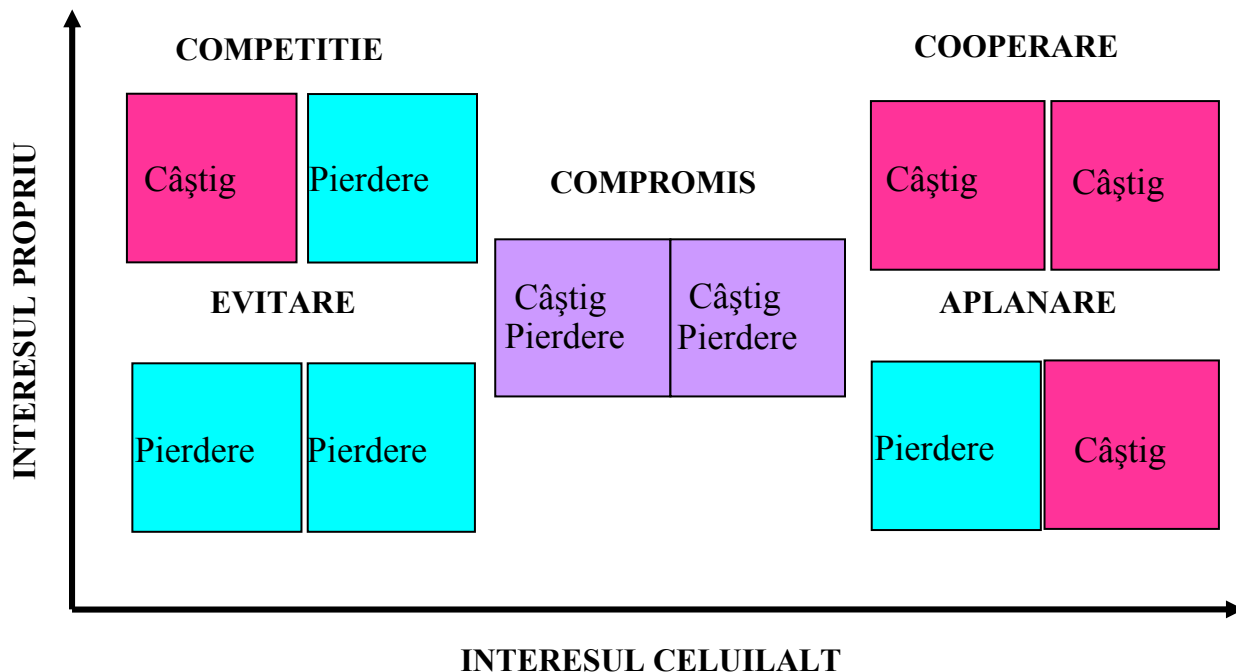 COMPETITIE
COOPERARE
Câştig
Pierdere
COMPROMIS
Câştig
Câştig
INTERESUL PROPRIU
EVITARE
Câştig
Pierdere
Câştig
Pierdere
APLANARE
Pierdere
Pierdere
Pierdere
Câştig
INTERESUL CELUILALT